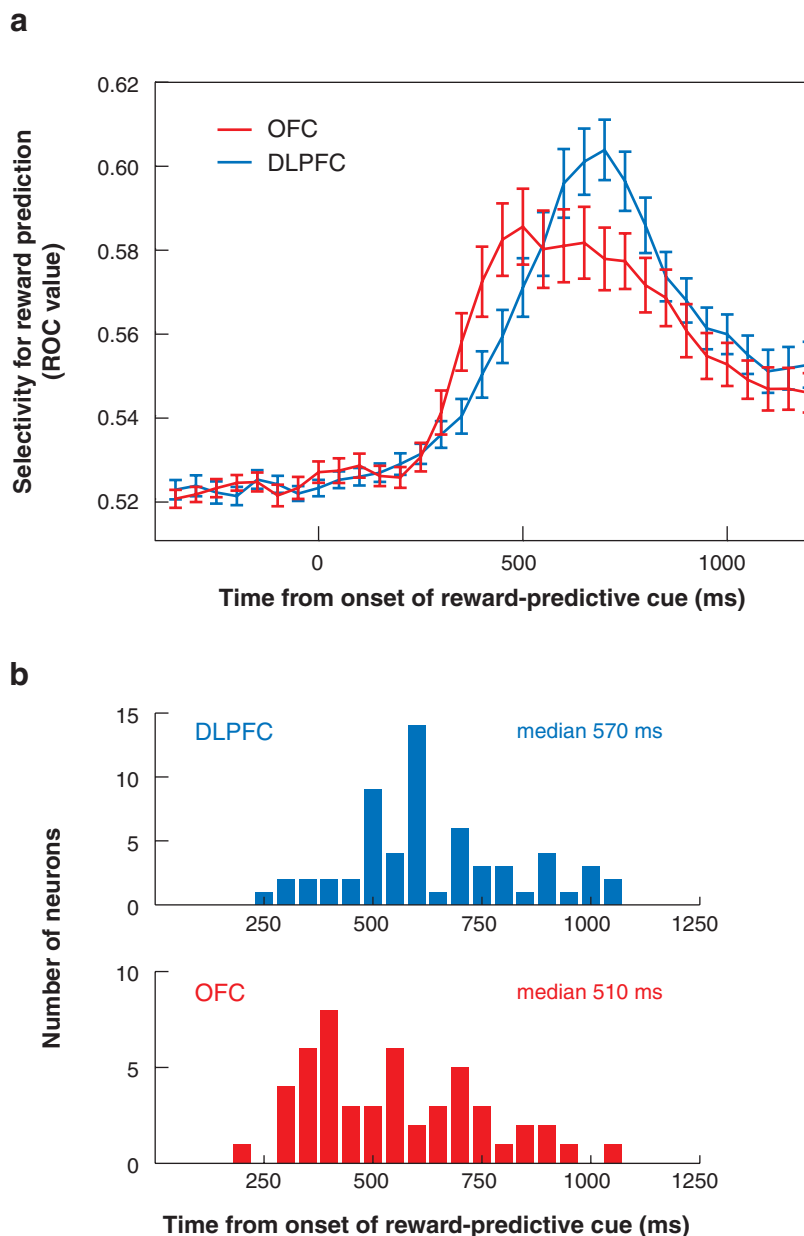 a
Selectivity for reward prediction
(ROC value)
0.62
0.60
0.58
0.56
0.54
0.52
OFC
DLPFC
0
500
1000
Time from onset of reward-predictive cue (ms)
b
Number of neurons
15
10
5
0
DLPFC
median 570 ms
250
500
750
1000
1250
10
5
0
OFC
median 510 ms
250
500
750
1000
1250
Time from onset of reward-predictive cue (ms)